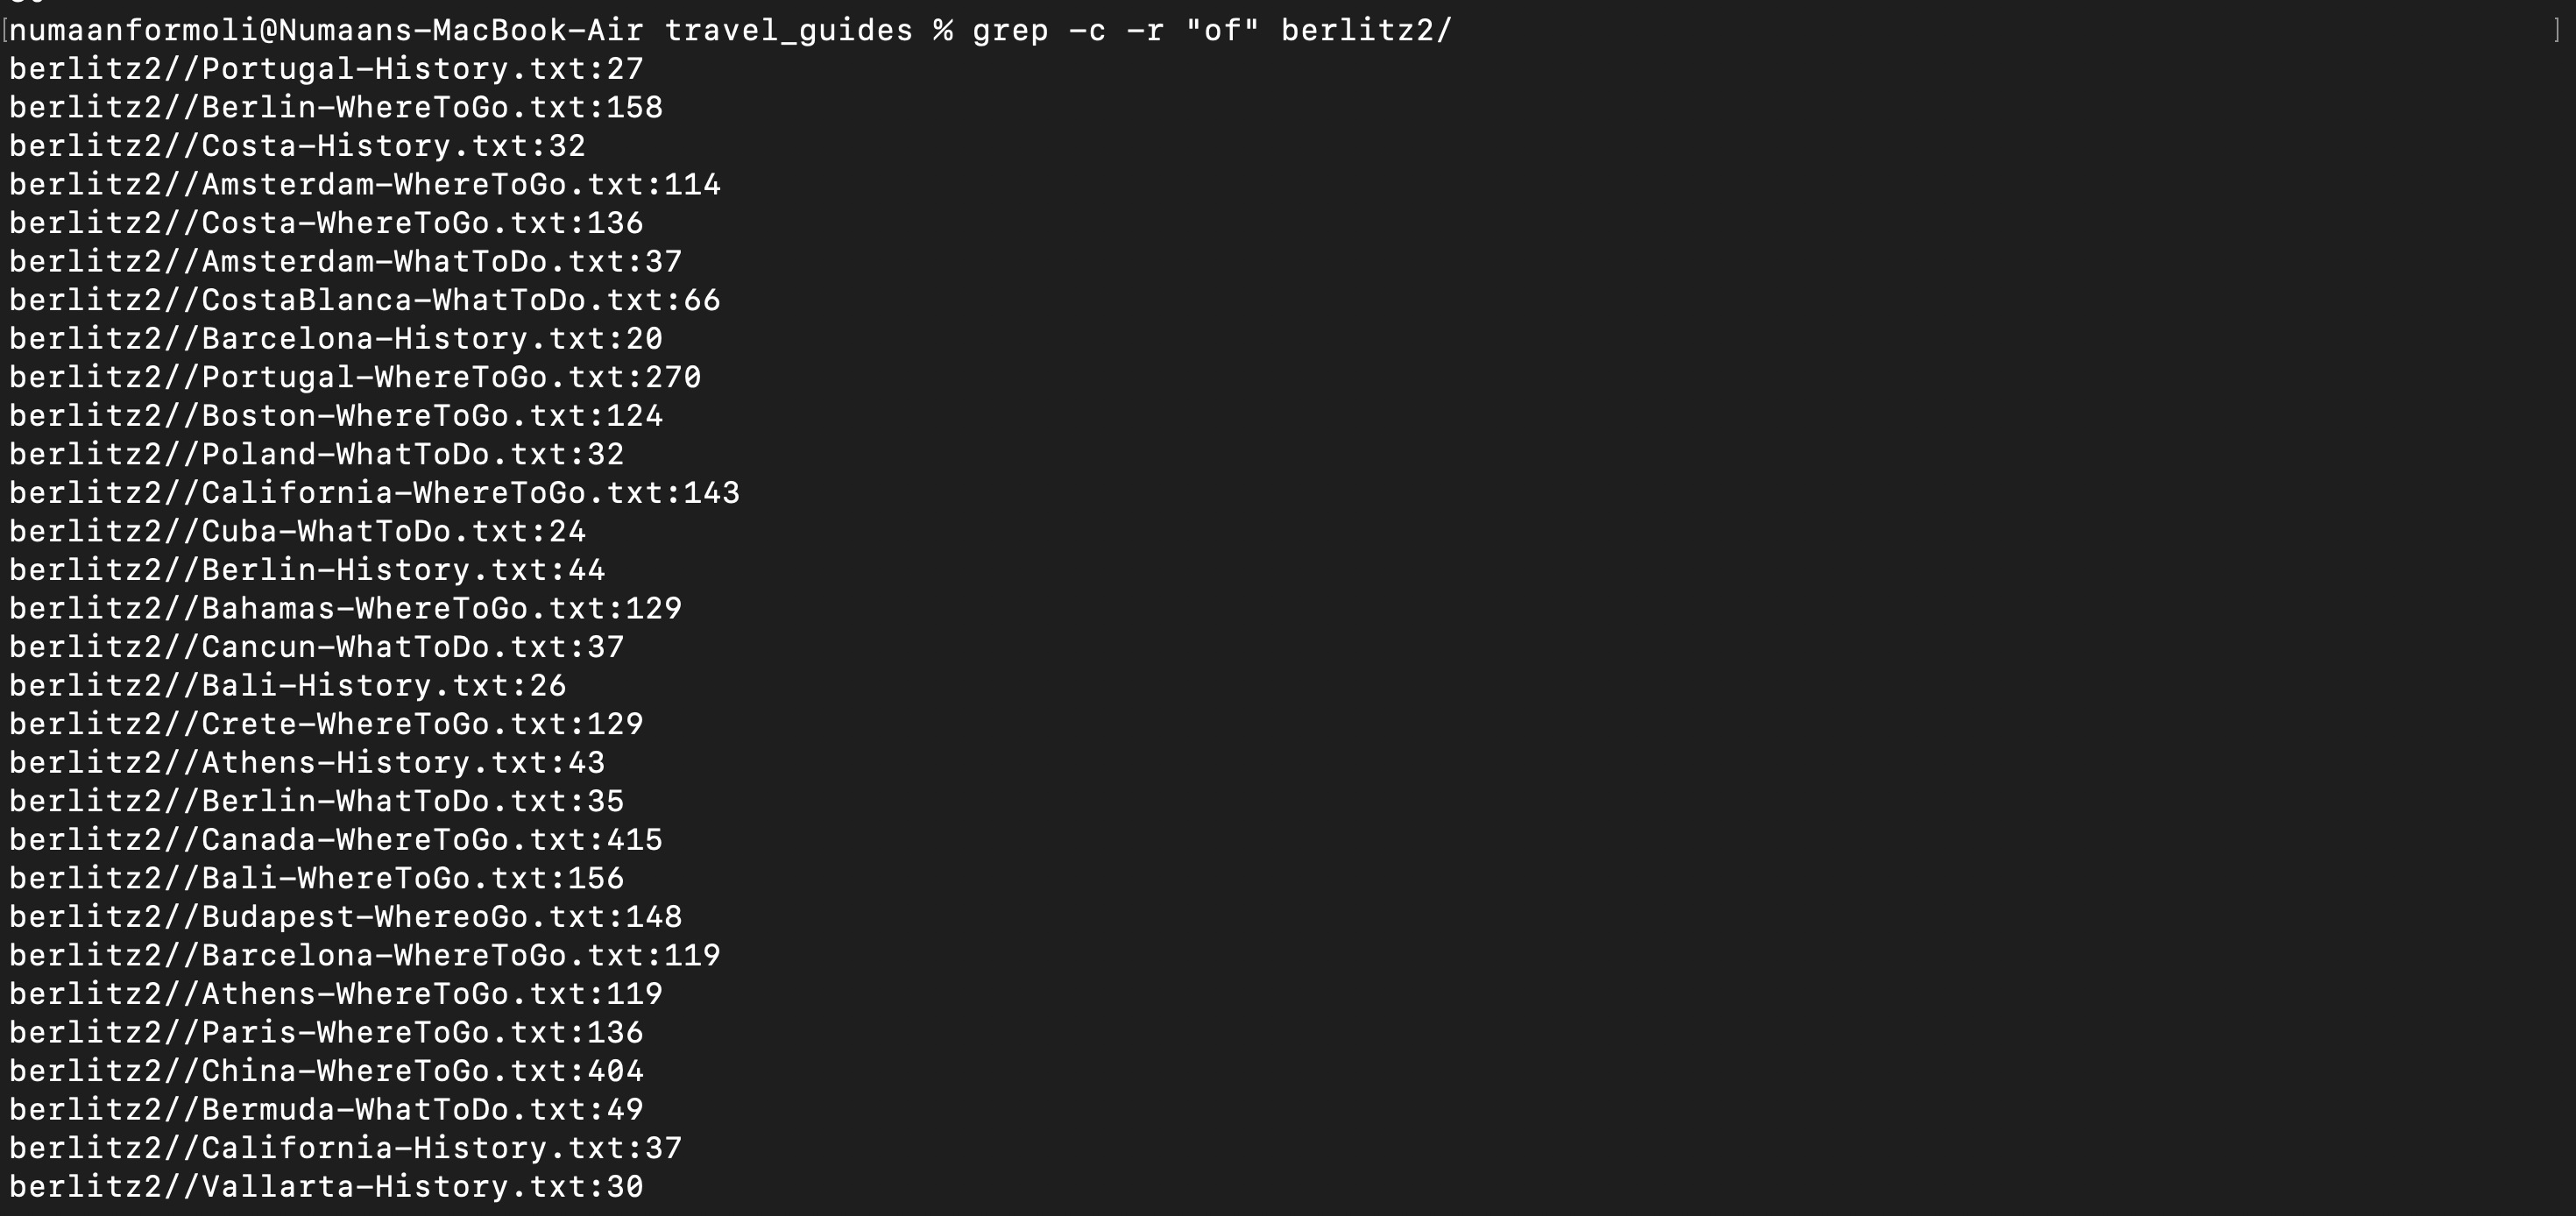 [numaanformoli@Numaans-MacBook-Air travel_guides % grep -c -r "of" berlitz2/ ]
berlitz2//Portugal-History.txt:27
berlitz2//Berlin-WhereToGo.txt:158
berlitz2//Costa-History.txt:32
berlitz2//Amsterdam-WhereToGo.txt:114
berlitz2//Costa-WhereToGo.txt:136
berlitz2//Amsterdam-WhatToDo.txt:37
berlitz2//CostaBlanca-WhatToDo.txt:66
berlitz2//Barcelona-History.txt:20
berlitz2//Portugal-WhereToGo.txt:270
berlitz2//Boston-WhereToGo.txt:124
berlitz2//Poland-WhatToDo.txt:32
berlitz2//California-WhereToGo.txt:143
berlitz2//Cuba-WhatToDo.txt:24
berlitz2//Berlin-History.txt:44
berlitz2//Bahamas-WhereToGo.txt:129
berlitz2//Cancun-WhatToDo.txt:37
berlitz2//Bali-History.txt:26
berlitz2//Crete-WhereToGo.txt:129
berlitz2//Athens-History.txt:43
berlitz2//Berlin-WhatToDo.txt:35
berlitz2//Canada-WhereToGo.txt:415
berlitz2//Bali-WhereToGo.txt:156
berlitz2//Budapest-WhereoGo.txt:148
berlitz2//Barcelona-WhereToGo.txt:119
berlitz2//Athens-WhereToGo.txt:119
berlitz2//Paris-WhereToGo.txt:136
berlitz2//China-WhereToGo.txt:404
berlitz2//Bermuda-WhatToDo.txt:49
berlitz2//California-History.txt:37
berlitz2//Vallarta-History.txt:30